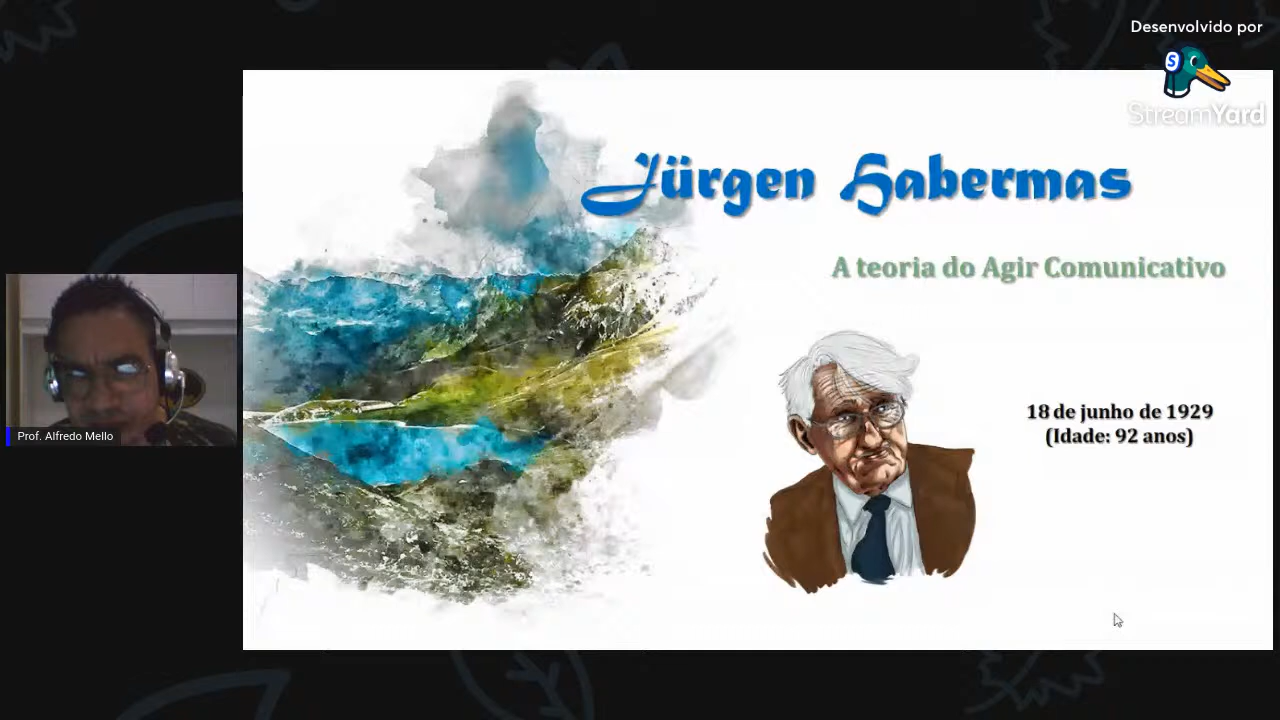 Desenvolvido por
S
StreamYard
Jürgen Habermas
A teoria do Agir Comunicativo
18 de junho de 1929
(Idade: 92 anos)
Prof. Alfredo Mello